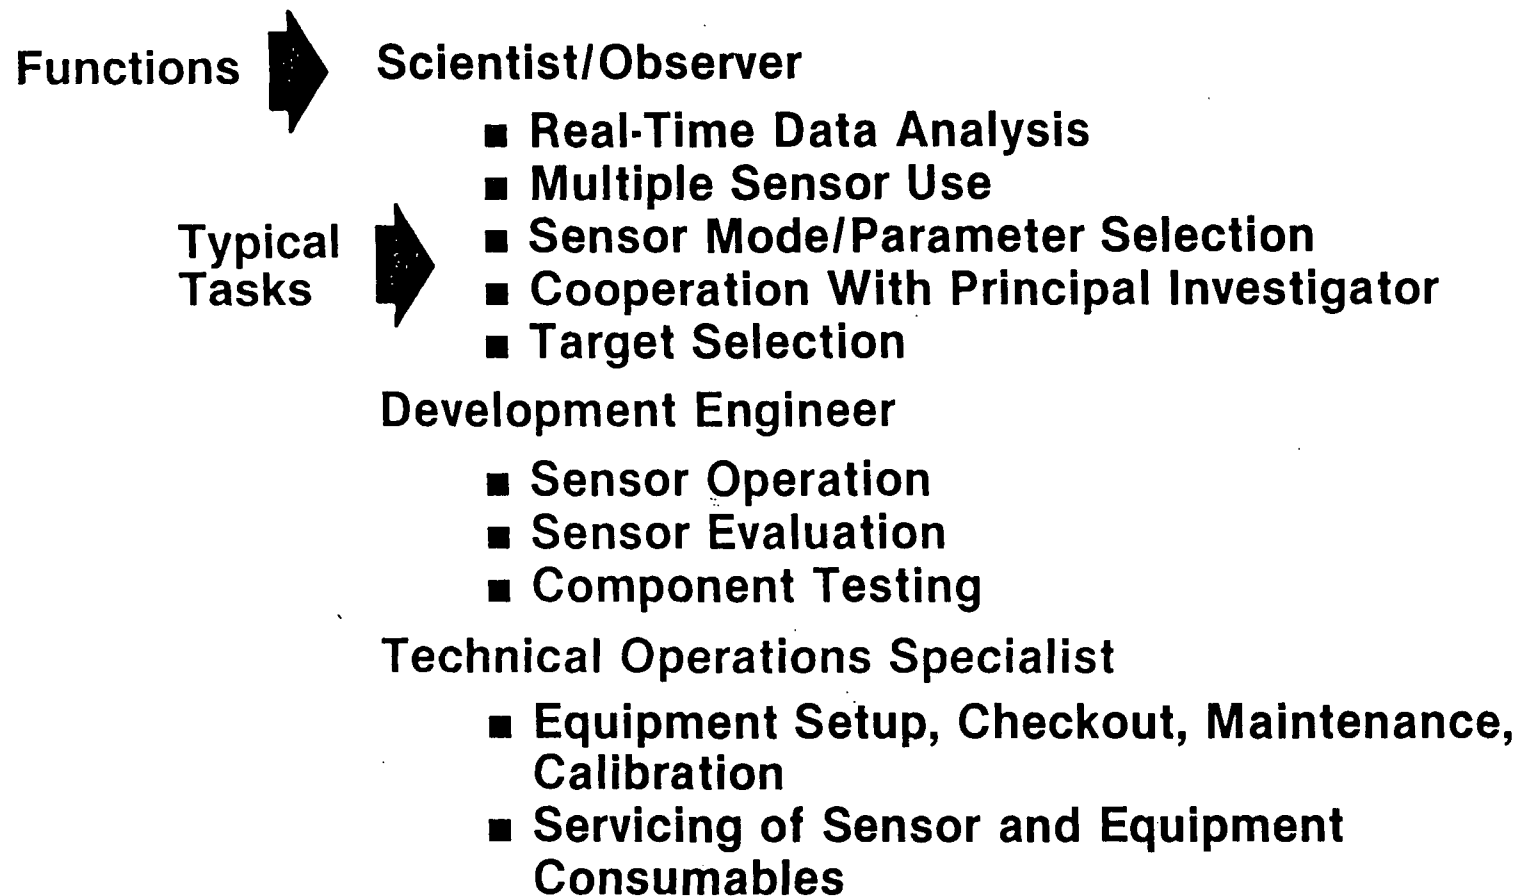 Functions
Scientist/Observer
■ Real-Time Data Analysis
■ Multiple Sensor Use
Typical
Tasks
■ Sensor Mode/Parameter Selection
■ Cooperation With Principal Investigator
■ Target Selection
Development Engineer
■ Sensor Operation
■ Sensor Evaluation
■ Component Testing
Technical Operations Specialist
■ Equipment Setup, Checkout, Maintenance,
Calibration
■ Servicing of Sensor and Equipment
Consumables